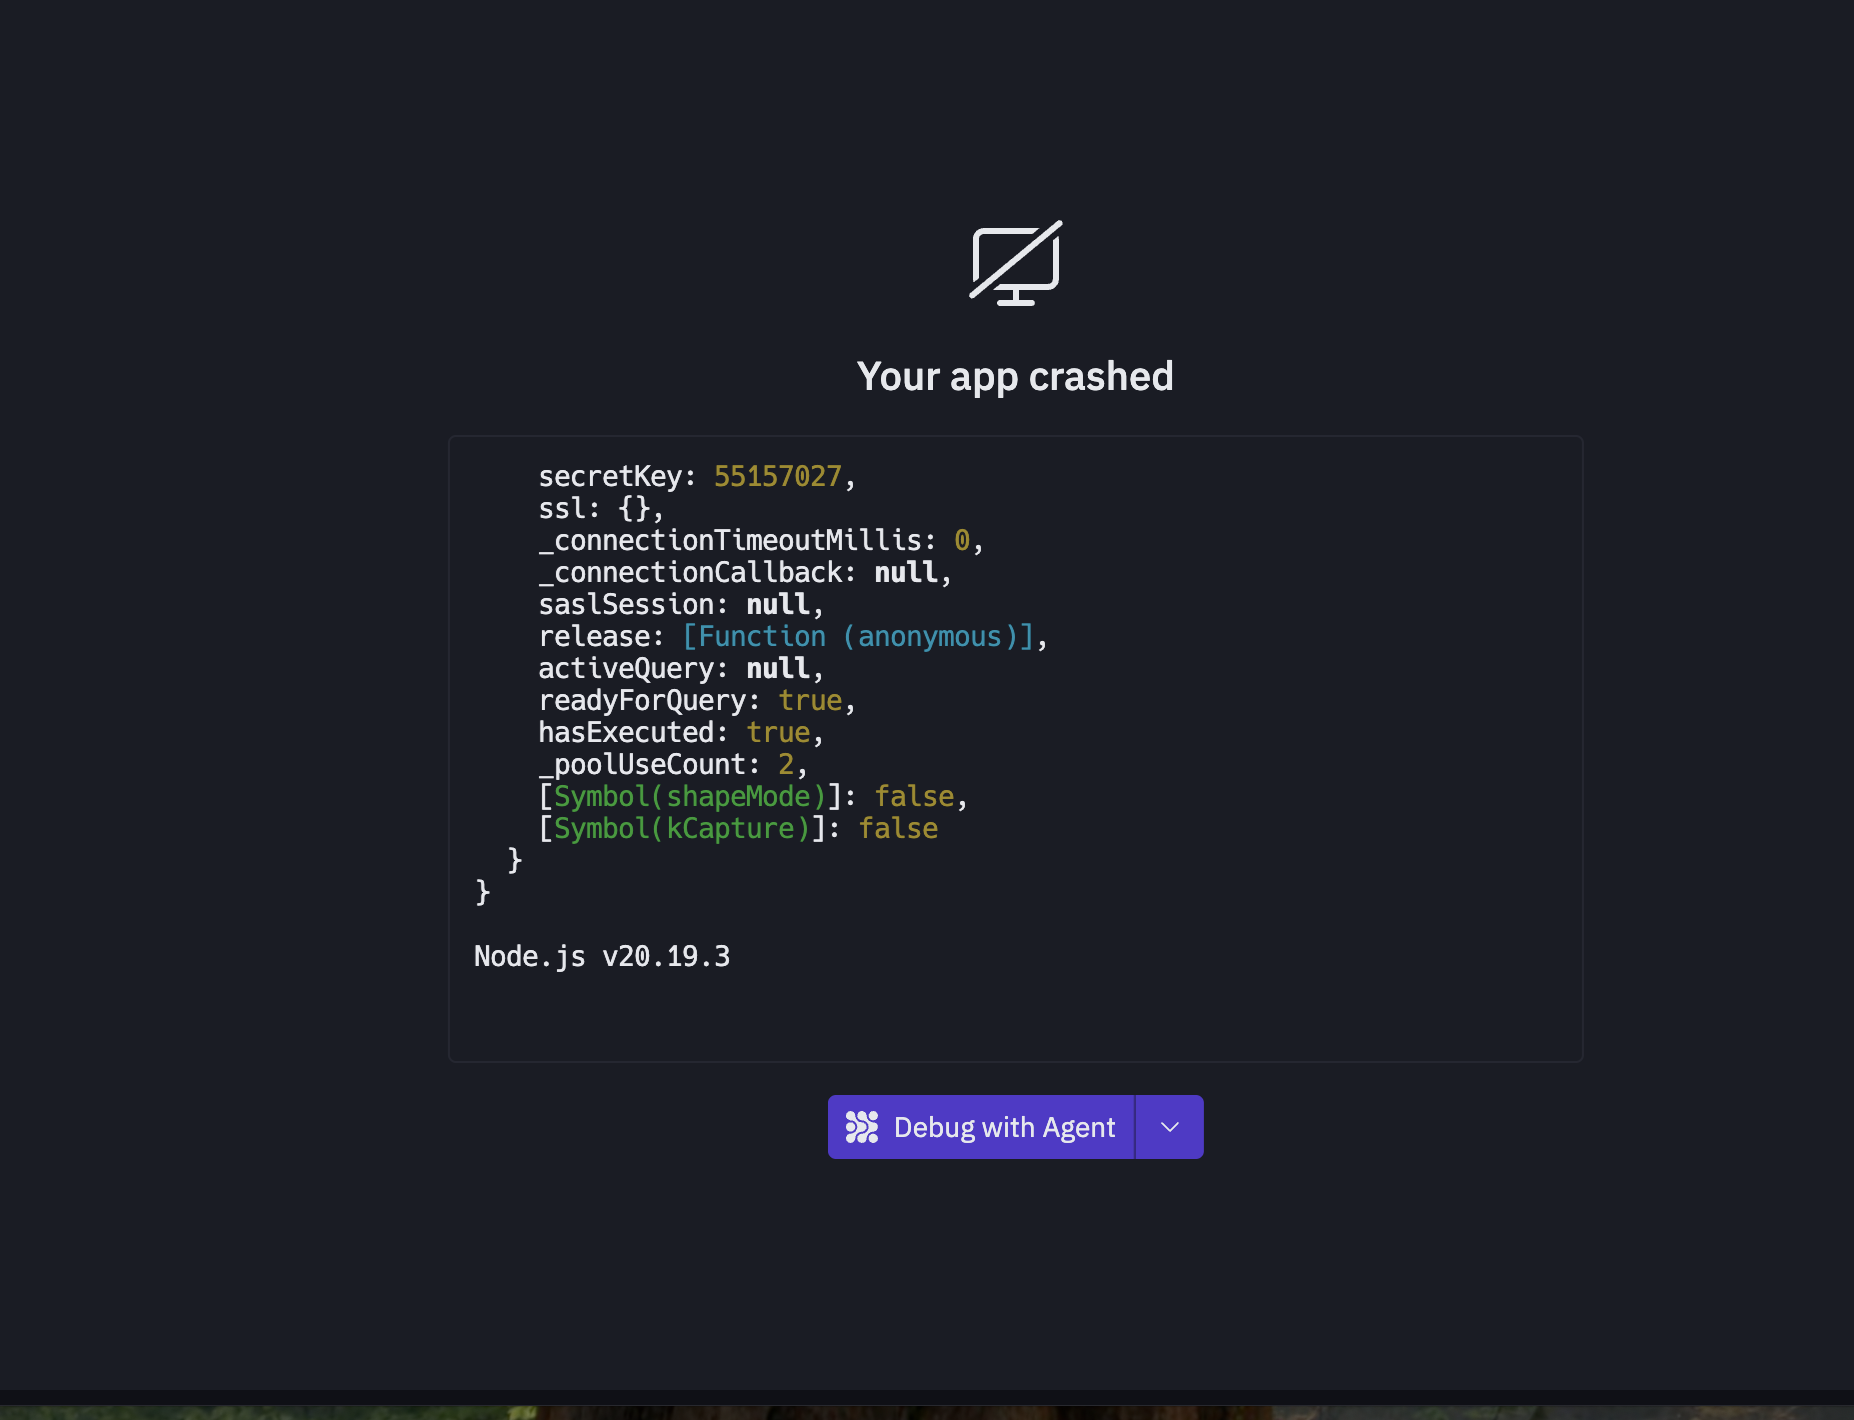 Your app crashed
secretKey: 55157027,
ssl: {},
_connectionTimeoutMillis: 0,
_connectionCallback: null,
saslSession: null,
release: [Function (anonymous)],
activeQuery: null,
readyForQuery: true,
hasExecuted: true,
_poolUseCount: 2,
[Symbol(shapeMode)]: false,
[Symbol(kCapture)]: false
}
}
Node.js v20.19.3
Debug with Agent